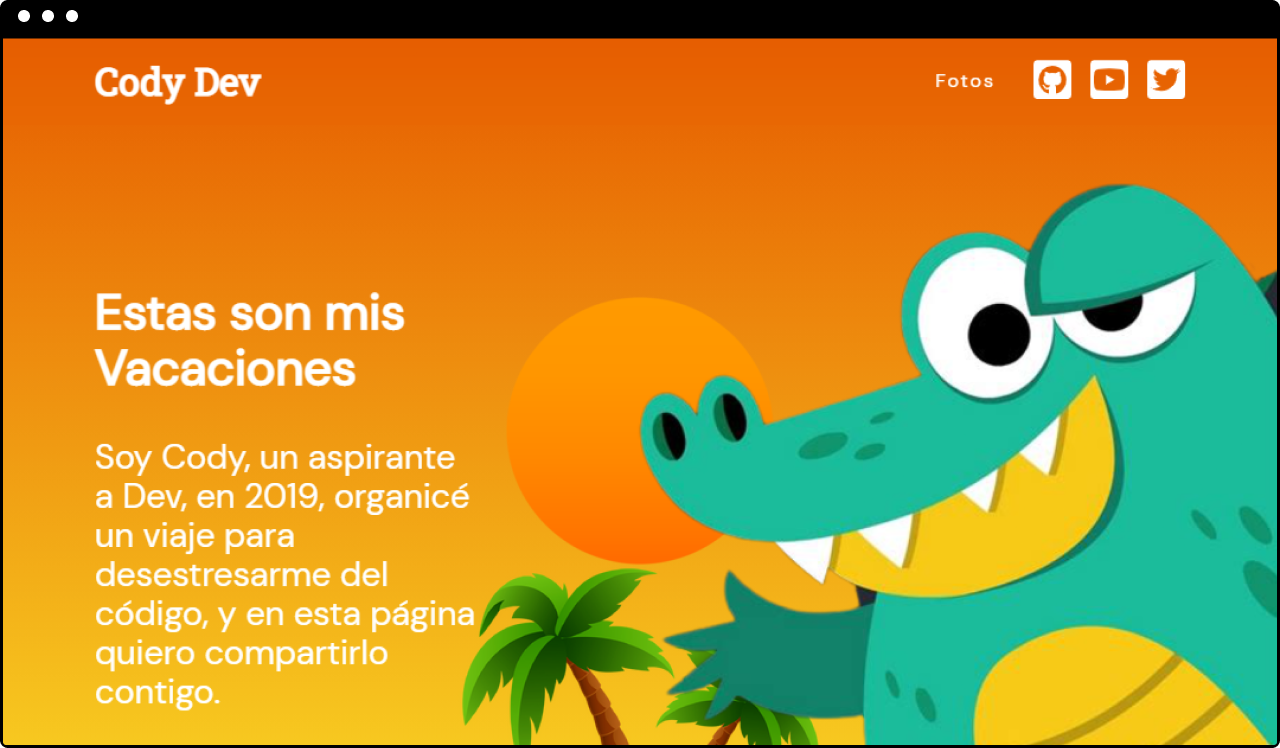 Cody Dev
Fotos
Estas son mis
Vacaciones
Soy Cody, un aspirante
a Dev, en 2019, organicé
un viaje para
desestresarme del
código, y en esta página
quiero compartirlo
contigo.